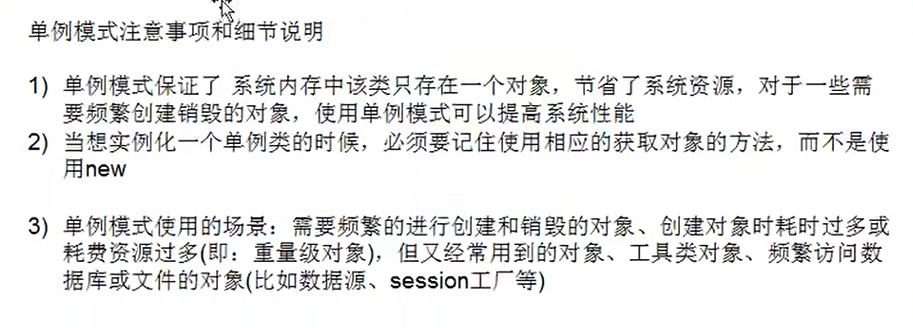 单例模式注意事项和细节说明
1) 单例模式保证了 系统内存中该类只存在一个对象，节省了系统资源，对于一些需
要频繁创建销毁的对象，使用单例模式可以提高系统性能
2) 当想实例化一个单例类的时候，必须要记住使用相应的获取对象的方法，而不是使
用new
3) 单例模式使用的场景：需要频繁的进行创建和销毁的对象、创建对象时耗时过多或
耗费资源过多(即：重量级对象)，但又经常用到的对象、工具类对象、频繁访问数
据库或文件的对象(比如数据源、session工厂等)